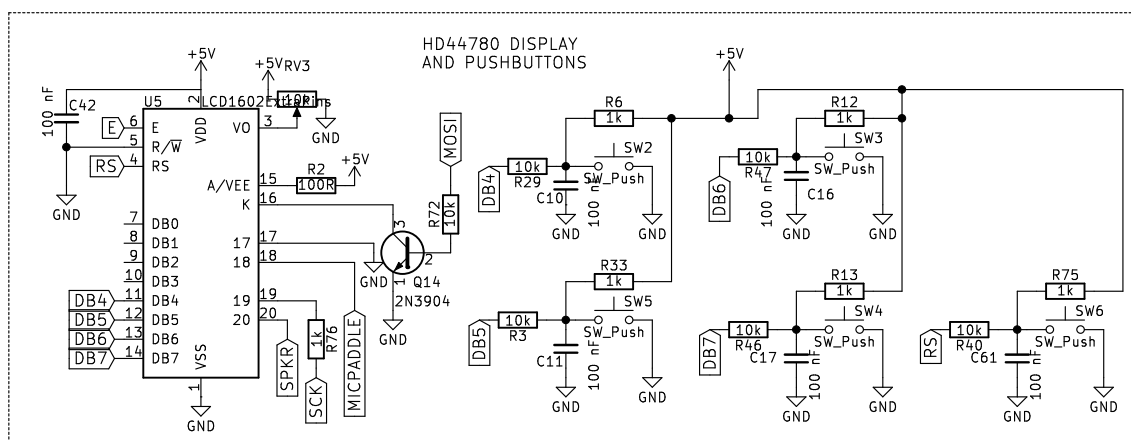 HD44780 DISPLAY
AND PUSHBUTTONS
+5V
+5V
RV3
10k
GND
C42
100 nF
U5
LCD1602ExtraPins
E
6
E
5
R/W
RS
4
RS
GND
2
VDD
VO
3
A/VEE
15
R2
100R
+5V
K
16
7
DB0
8
DB1
9
DB2
10
DB3
DB4
11
DB4
DB5
12
DB5
DB6
13
DB6
DB7
14
DB7
17
17
GND
18
18
MICPADDLE
19
19
R76
1k
SCK
20
20
SPKR
VSS
1
GND
MOSI
R72
10k
3
2
1
Q14
2N3904
GND
+5V
R6
1k
SW2
SW_Push
DB4
10k
R29
C10
100 nF
GND
GND
R33
1k
SW5
SW_Push
DB5
10k
R3
C11
100 nF
GND
GND
R12
1k
SW3
SW_Push
DB6
10k
R47
C16
100 nF
GND
GND
R13
1k
SW4
SW_Push
DB7
10k
R46
C17
100 nF
GND
GND
R75
1k
SW6
SW_Push
RS
10k
R40
C61
100 nF
GND
GND